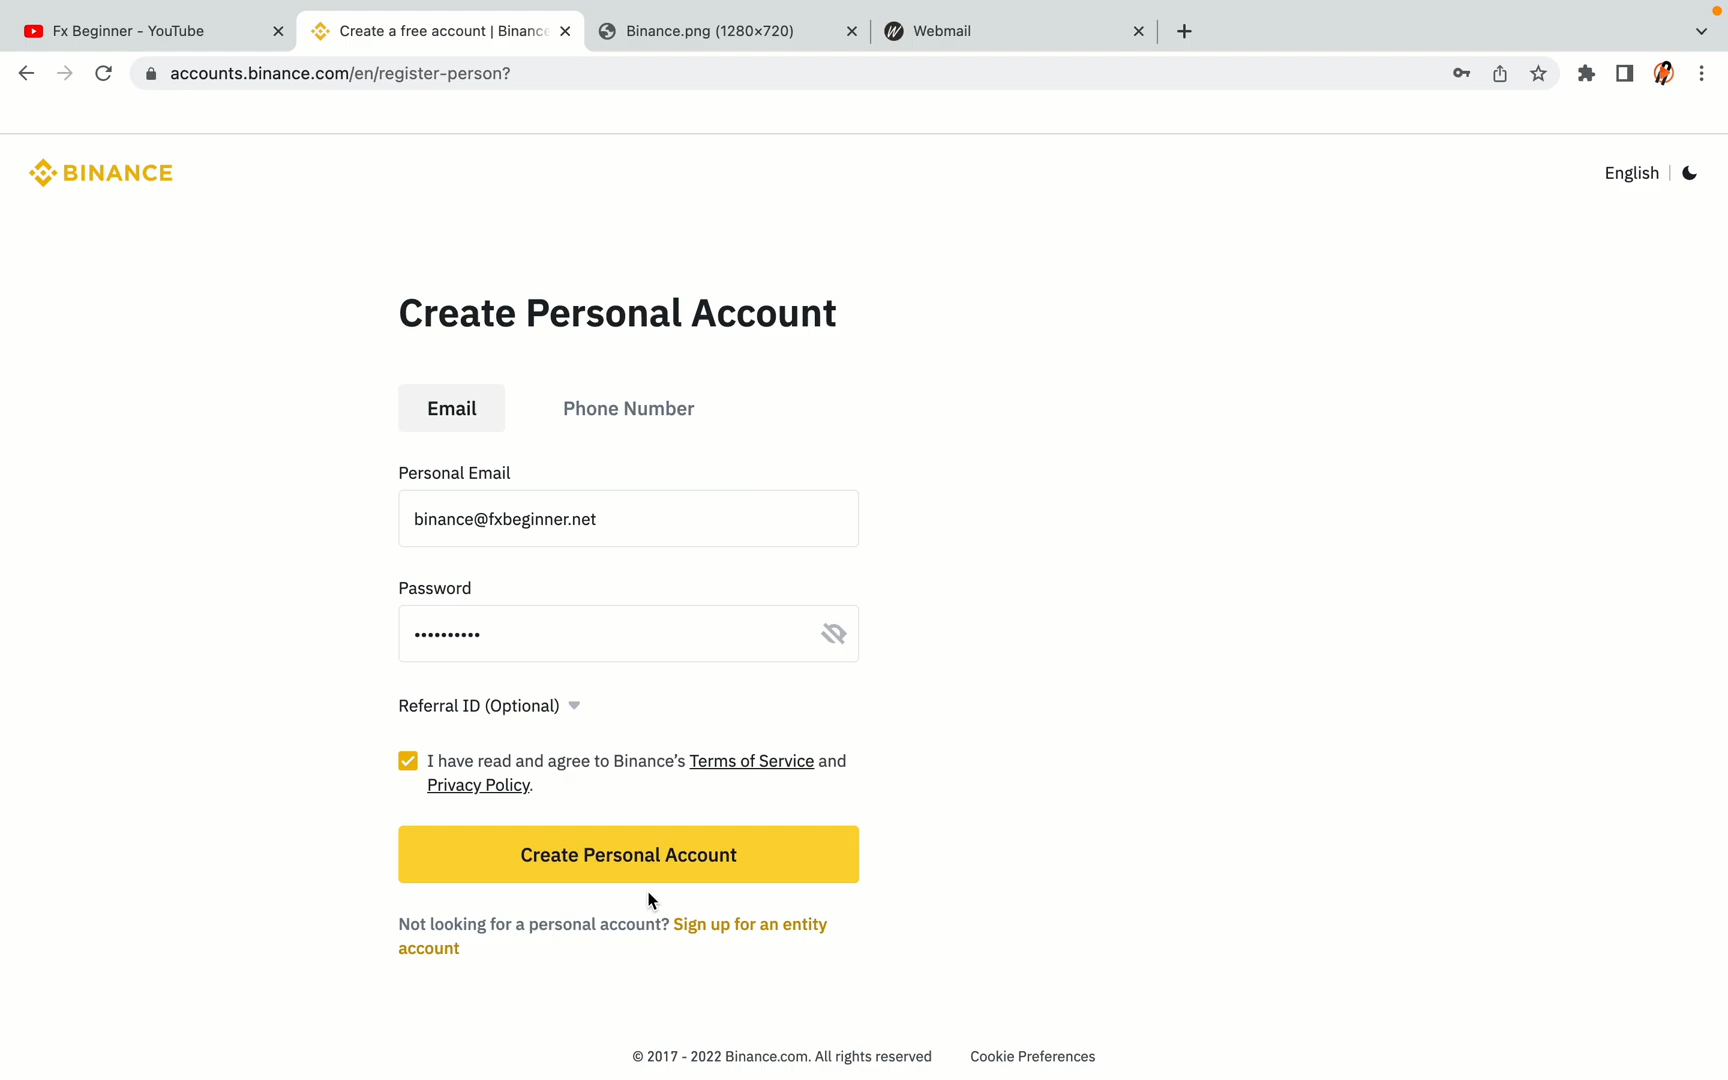 Fx Beginner - YouTube
Create a free account | Binance
Binance.png (1280×720)
Webmail
accounts.binance.com/en/register-person?
BINANCE
English
Create Personal Account
Email
Phone Number
Personal Email
binance@fxbeginner.net
Password
••••••••••
Referral ID (Optional)
I have read and agree to Binance’s Terms of Service and
Privacy Policy.
Create Personal Account
Not looking for a personal account? Sign up for an entity
account
© 2017 - 2022 Binance.com. All rights reserved
Cookie Preferences